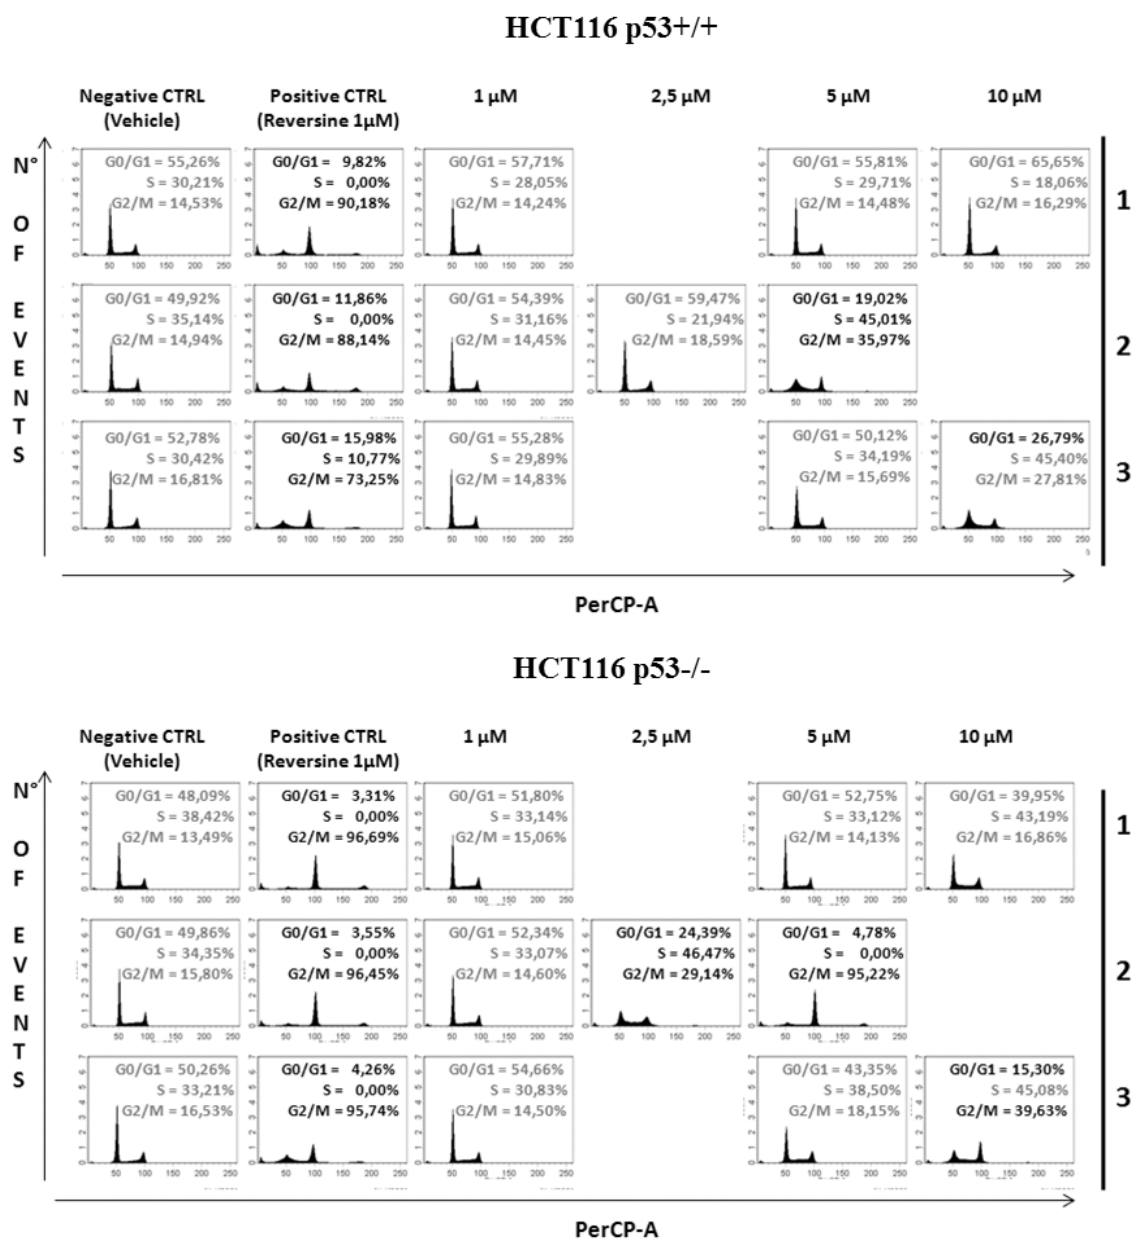 HCT116 p53+/+
Negative CTRL (Vehicle)
Positive CTRL (Reversine 1µM)
1 µM
2,5 µM
5 µM
10 µM
N° OF EVENTS
G0/G1 = 55,26%
S = 30,21%
G2/M = 14,53%
G0/G1 = 9,82%
S = 0,00%
G2/M = 90,18%
G0/G1 = 57,71%
S = 28,05%
G2/M = 14,24%
G0/G1 = 55,81%
S = 29,71%
G2/M = 14,48%
G0/G1 = 65,65%
S = 18,06%
G2/M = 16,29%
1
G0/G1 = 49,92%
S = 35,14%
G2/M = 14,94%
G0/G1 = 11,86%
S = 0,00%
G2/M = 88,14%
G0/G1 = 54,39%
S = 31,16%
G2/M = 14,45%
G0/G1 = 59,47%
S = 21,94%
G2/M = 18,59%
G0/G1 = 19,02%
S = 45,01%
G2/M = 35,97%
2
G0/G1 = 52,78%
S = 30,42%
G2/M = 16,81%
G0/G1 = 15,98%
S = 10,77%
G2/M = 73,25%
G0/G1 = 55,28%
S = 29,89%
G2/M = 14,83%
G0/G1 = 50,12%
S = 34,19%
G2/M = 15,69%
G0/G1 = 26,79%
S = 45,40%
G2/M = 27,81%
3
50 100 150 200 250
PerCP-A
HCT116 p53-/-
Negative CTRL (Vehicle)
Positive CTRL (Reversine 1µM)
1 µM
2,5 µM
5 µM
10 µM
N° OF EVENTS
G0/G1 = 48,09%
S = 38,42%
G2/M = 13,49%
G0/G1 = 3,31%
S = 0,00%
G2/M = 96,69%
G0/G1 = 51,80%
S = 33,14%
G2/M = 15,06%
G0/G1 = 52,75%
S = 33,12%
G2/M = 14,13%
G0/G1 = 39,95%
S = 43,19%
G2/M = 16,86%
1
G0/G1 = 49,86%
S = 34,35%
G2/M = 15,80%
G0/G1 = 3,55%
S = 0,00%
G2/M = 96,45%
G0/G1 = 52,34%
S = 33,07%
G2/M = 14,60%
G0/G1 = 24,39%
S = 46,47%
G2/M = 29,14%
G0/G1 = 4,78%
S = 0,00%
G2/M = 95,22%
2
G0/G1 = 50,26%
S = 33,21%
G2/M = 16,53%
G0/G1 = 4,26%
S = 0,00%
G2/M = 95,74%
G0/G1 = 54,66%
S = 30,83%
G2/M = 14,50%
G0/G1 = 43,35%
S = 38,50%
G2/M = 18,15%
G0/G1 = 15,30%
S = 45,08%
G2/M = 39,63%
3
50 100 150 200 250
PerCP-A